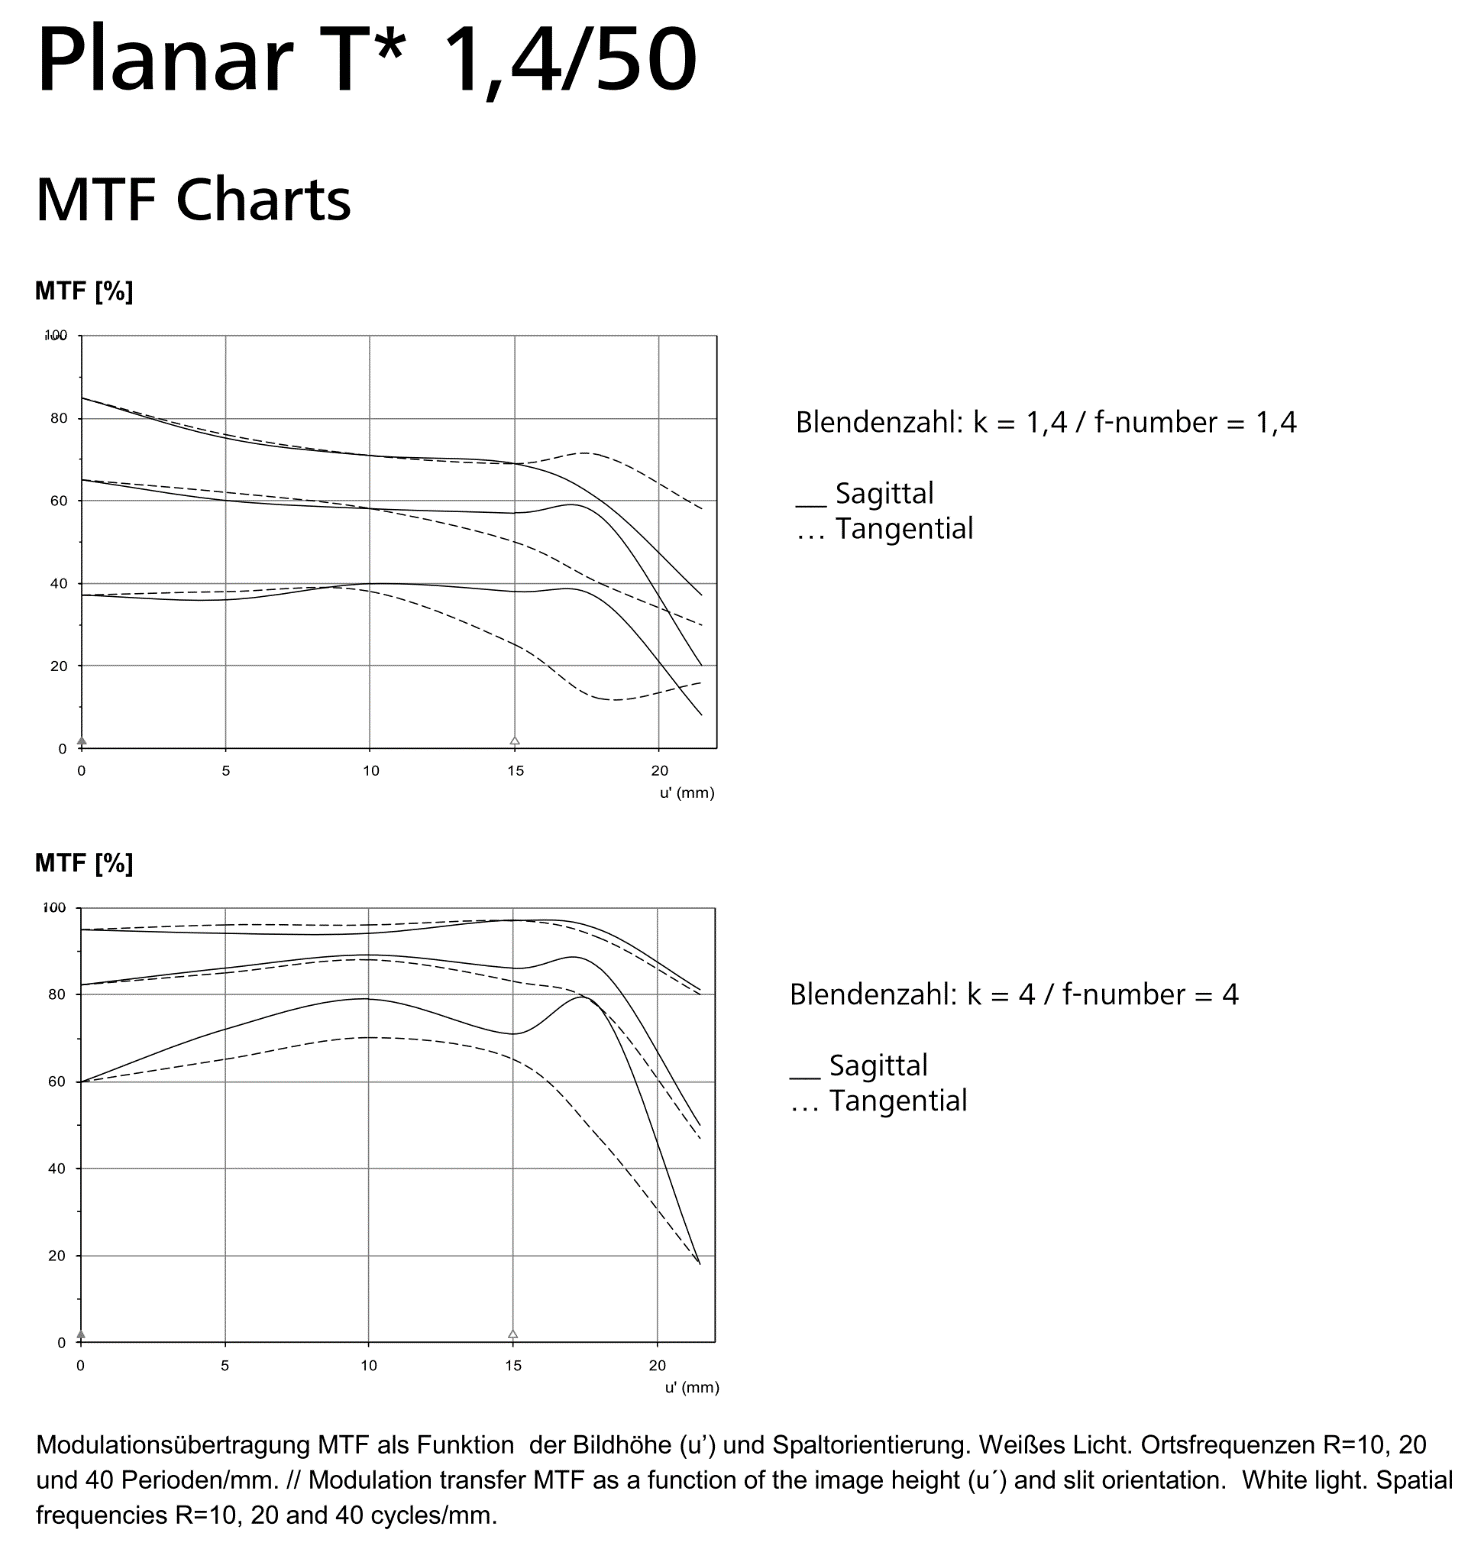 Planar T* 1,4/50
MTF Charts
MTF [%]
100
80
60
40
20
0
0 5 10 15 20
u' (mm)
Blendenzahl: k = 1,4 / f-number = 1,4
__ Sagittal
… Tangential
MTF [%]
100
80
60
40
20
0
0 5 10 15 20
u' (mm)
Blendenzahl: k = 4 / f-number = 4
__ Sagittal
… Tangential
Modulationsübertragung MTF als Funktion  der Bildhöhe (u’) und Spaltorientierung. Weißes Licht. Ortsfrequenzen R=10, 20
und 40 Perioden/mm. // Modulation transfer MTF as a function of the image height (u´) and slit orientation.  White light. Spatial
frequencies R=10, 20 and 40 cycles/mm.